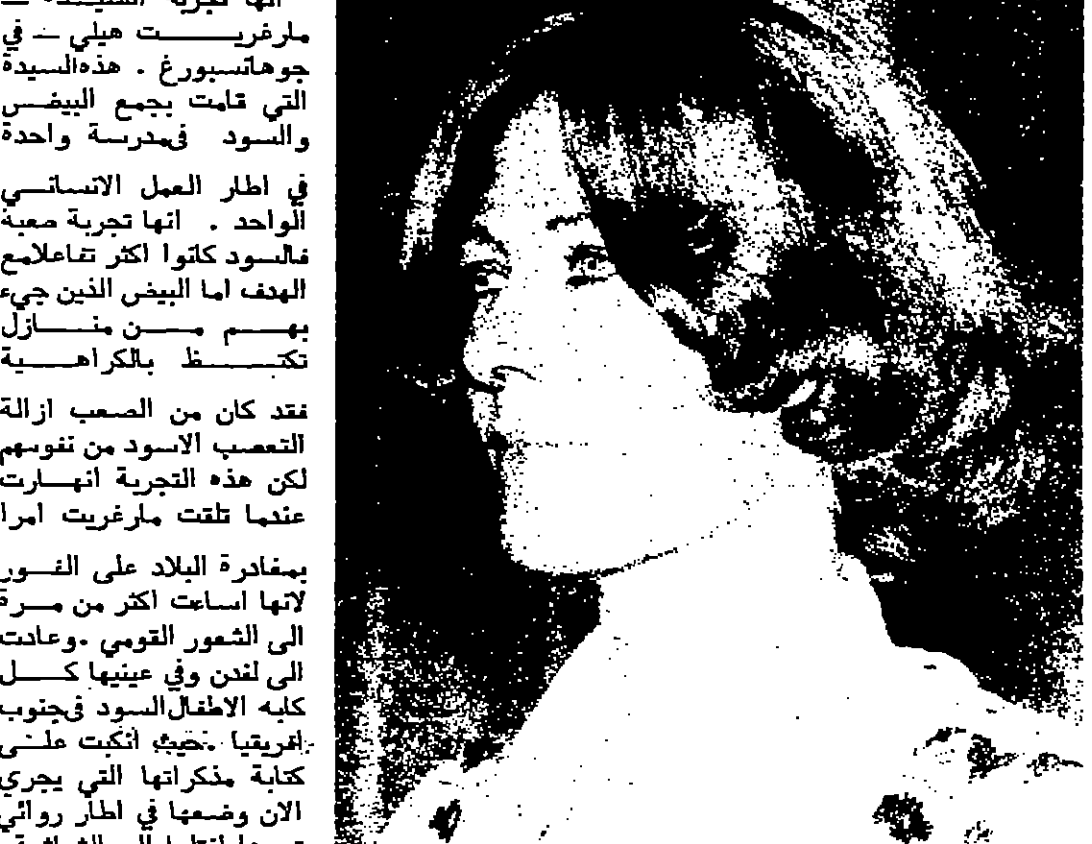 انها تجربة السيدة —
مارغريت هيلي — في
جوهانسبورغ . هذه السيدة
التي قامت بجمع البيض
والسود في مدرسة واحدة
في اطار العمل الانساني
الواحد . انها تجربة صعبة
فالسود كانوا اكثر تفاعلا مع
الهدف اما البيض الذين جيء
بهم من منازل
تكتظ بالكراهية
فقد كان من الصعب ازالة
التعصب الاسود من نفوسهم
لكن هذه التجربة انهارت
عندما تلقت مارغريت امرا
بمغادرة البلاد على الفور
لانها اساءت اكثر من مرة
الى الشعور القومي . وعادت
الى لندن وفي عينيها كل
كابه الاطفال السود في جنوب
افريقيا . حيث انكبت على
كتابة مذكراتها التي يجري
الان وضعها في اطار روائي